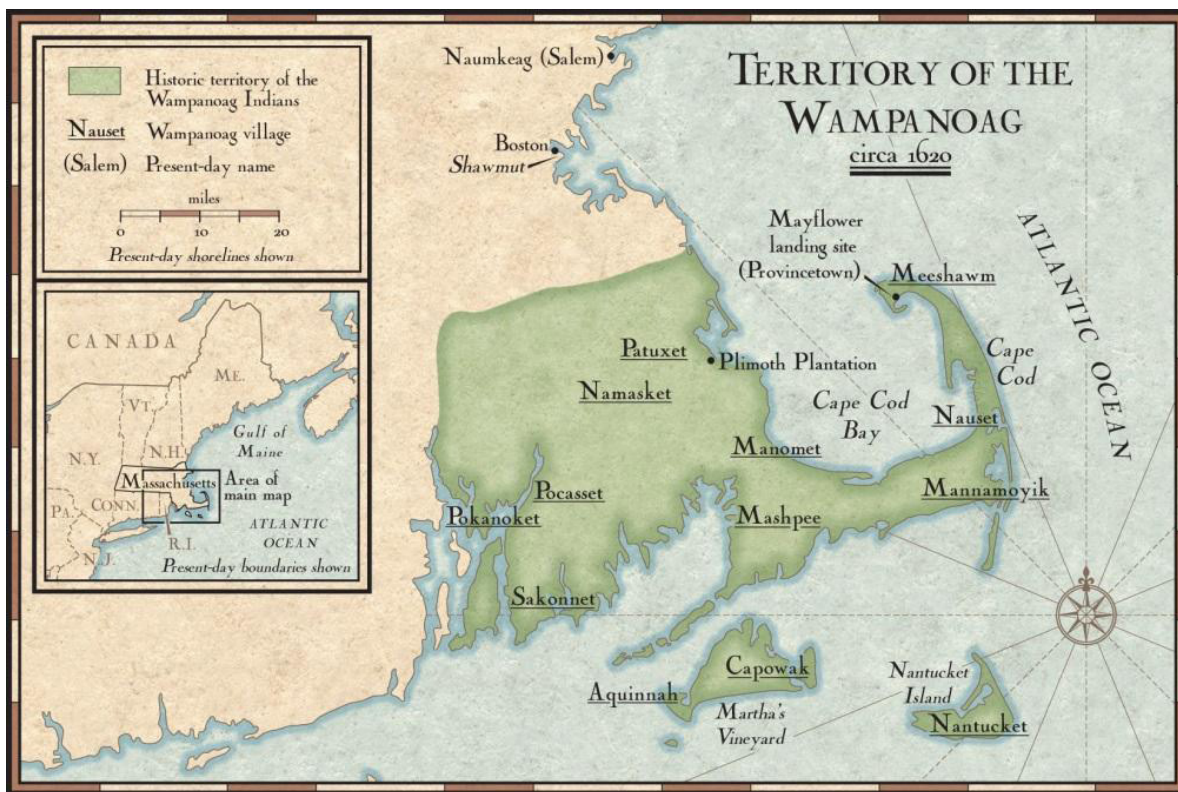 Historic territory of the
Wampanoag Indians
Nauset Wampanoag village
(Salem) Present-day name
miles
0 10 20
Present-day shorelines shown
CANADA
ME.
VT.
N.H.
N.Y.
Gulf of
Maine
Massachusetts
Area of
main map
CONN.
PA.
R.I.
N.J.
ATLANTIC
OCEAN
Present-day boundaries shown
TERRITORY OF THE
WAMPANOAG
circa 1620
Naumkeag (Salem)
Boston
Shawmut
Mayflower
landing site
(Provincetown)
Meeshawm
ATLANTIC OCEAN
Patuxet
Plimoth Plantation
Namasket
Cape
Cod
Cape Cod
Bay
Nauset
Manomet
Pocasset
Mannamoyik
Pokanoket
Mashpee
Sakonnet
Capowak
Aquinnah
Martha's
Vineyard
Nantucket
Island
Nantucket